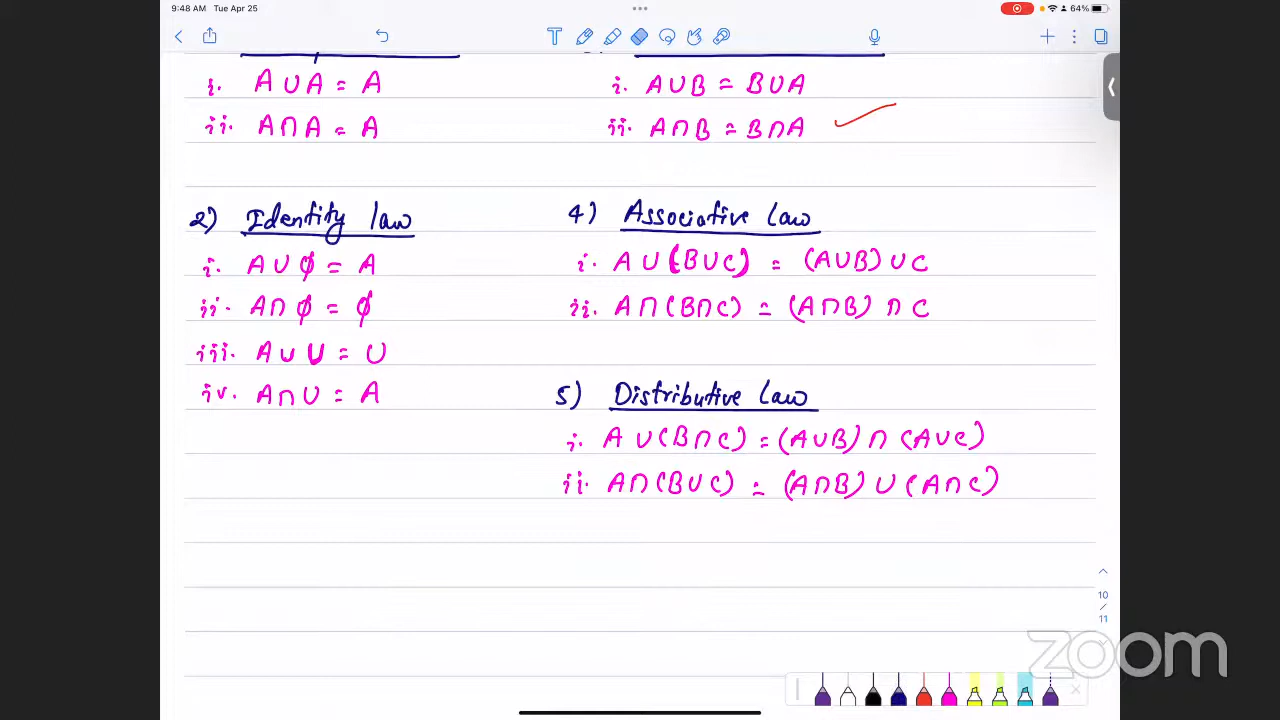 9:48 AM Tue Apr 25
64%
i. A∪A = A
ii. A∩A = A
i. A∪B = B∪A
ii. A∩B = B∩A
2) Identity law
i. A∪ϕ = A
ii. A∩ϕ = ϕ
iii. A∪U = U
iv. A∩U = A
4) Associative Law
i. A∪(B∪C) = (A∪B)∪C
ii. A∩(B∩C) = (A∩B)∩C
5) Distributive Law
i. A∪(B∩C) = (A∪B)∩(A∪C)
ii. A∩(B∪C) = (A∩B)∪(A∩C)
10
/
11
zoom